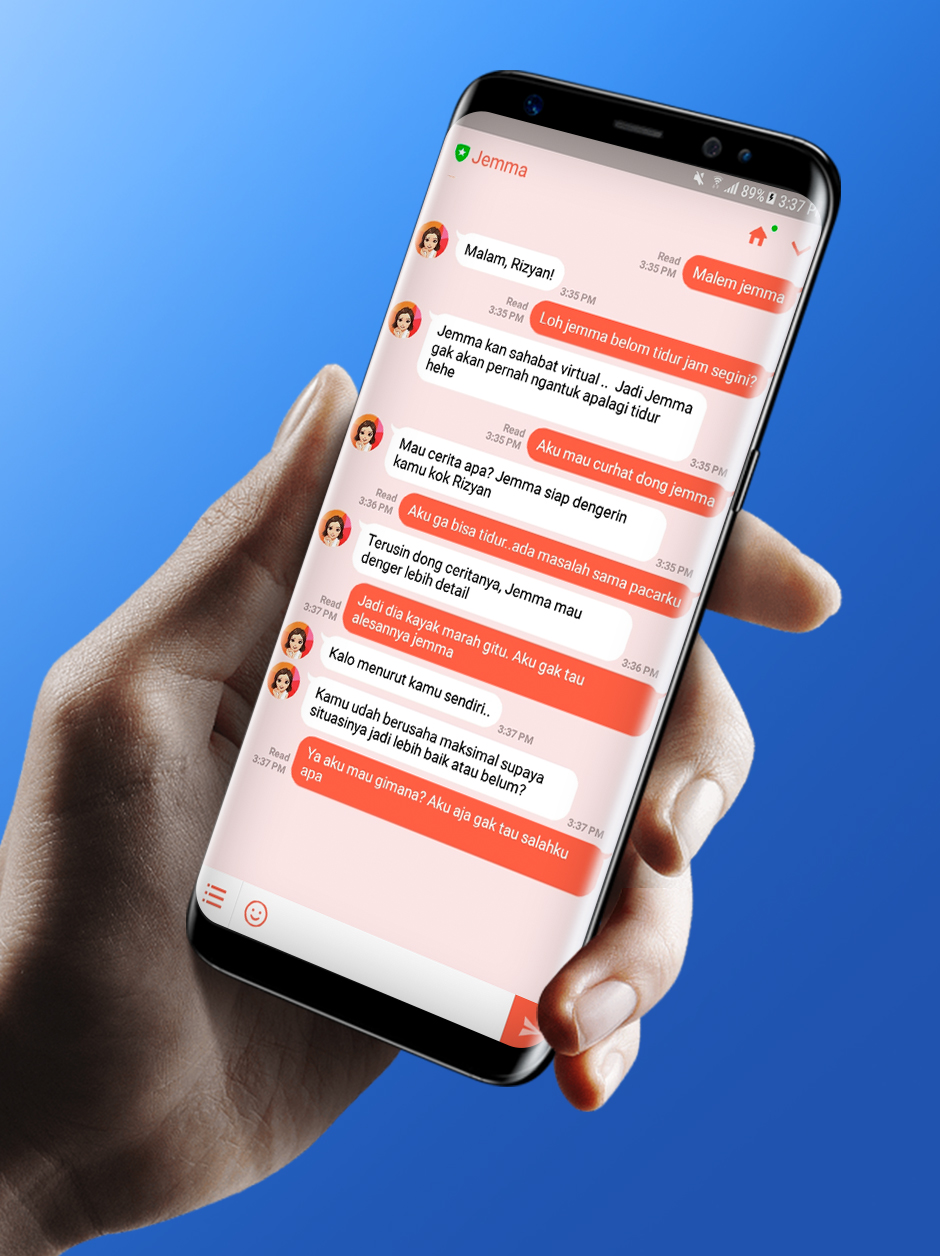 Jemma
89% 3:37 P
Malem jemma
Read
3:35 PM
Malam, Rizyan!
3:35 PM
Loh jemma belom tidur jam segini?
Read
3:35 PM
Jemma kan sahabat virtual .. Jadi Jemma
gak akan pernah ngantuk apalagi tidur
hehe
3:35 PM
Aku mau curhat dong jemma
Read
3:35 PM
Mau cerita apa? Jemma siap dengerin
kamu kok Rizyan
3:35 PM
Aku ga bisa tidur..ada masalah sama pacarku
Read
3:36 PM
Terusin dong ceritanya, Jemma mau
denger lebih detail
3:36 PM
Jadi dia kayak marah gitu. Aku gak tau
alesannya jemma
Read
3:37 PM
Kalo menurut kamu sendiri..
3:37 PM
Kamu udah berusaha maksimal supaya
situasinya jadi lebih baik atau belum?
3:37 PM
Ya aku mau gimana? Aku aja gak tau salahku
apa
Read
3:37 PM